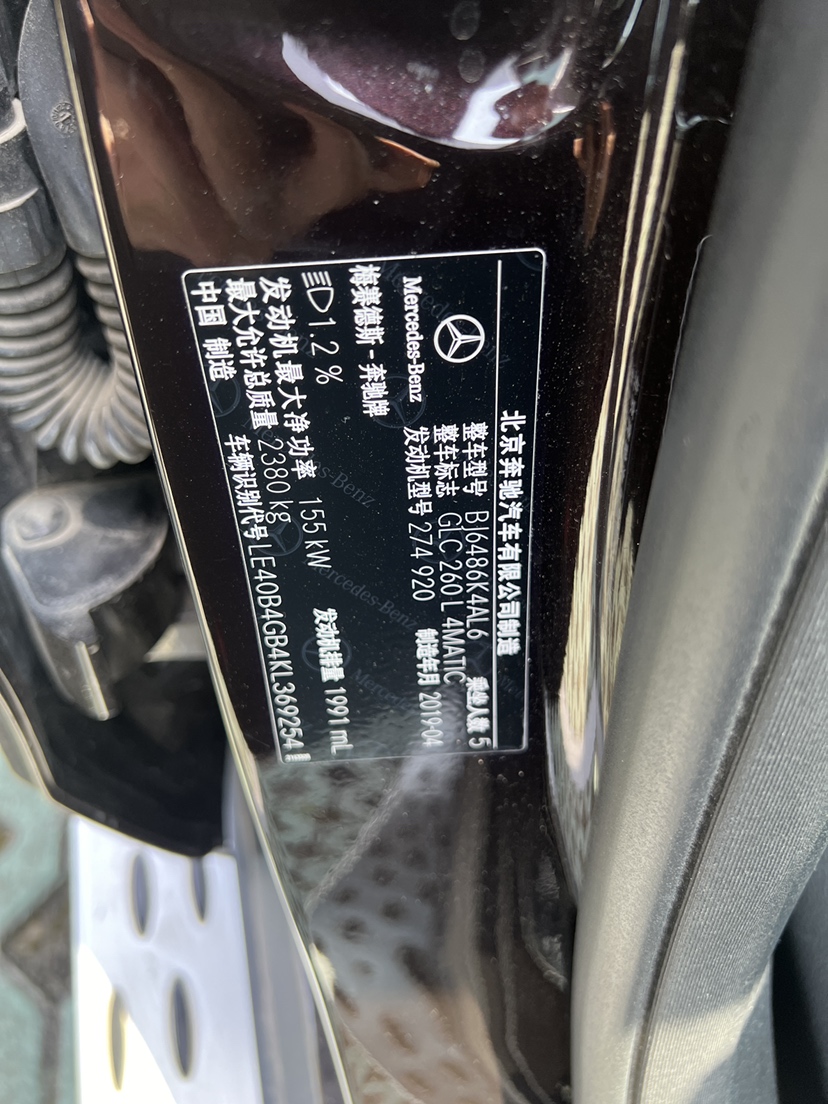 北京奔驰汽车有限公司制造
Mercedes-Benz
整车型号 BJ6486K4AL6 乘坐人数 5
整车标志 GLC 260 L 4MATIC
发动机型号 274 920 制造年月 2019-04
梅赛德斯-奔驰牌
1.2 %
发动机最大净功率 155 kW 发动机排量 1991 mL
最大允许总质量 2380 kg
中国 制造 车辆识别代号 LE40B4GB4KL369254